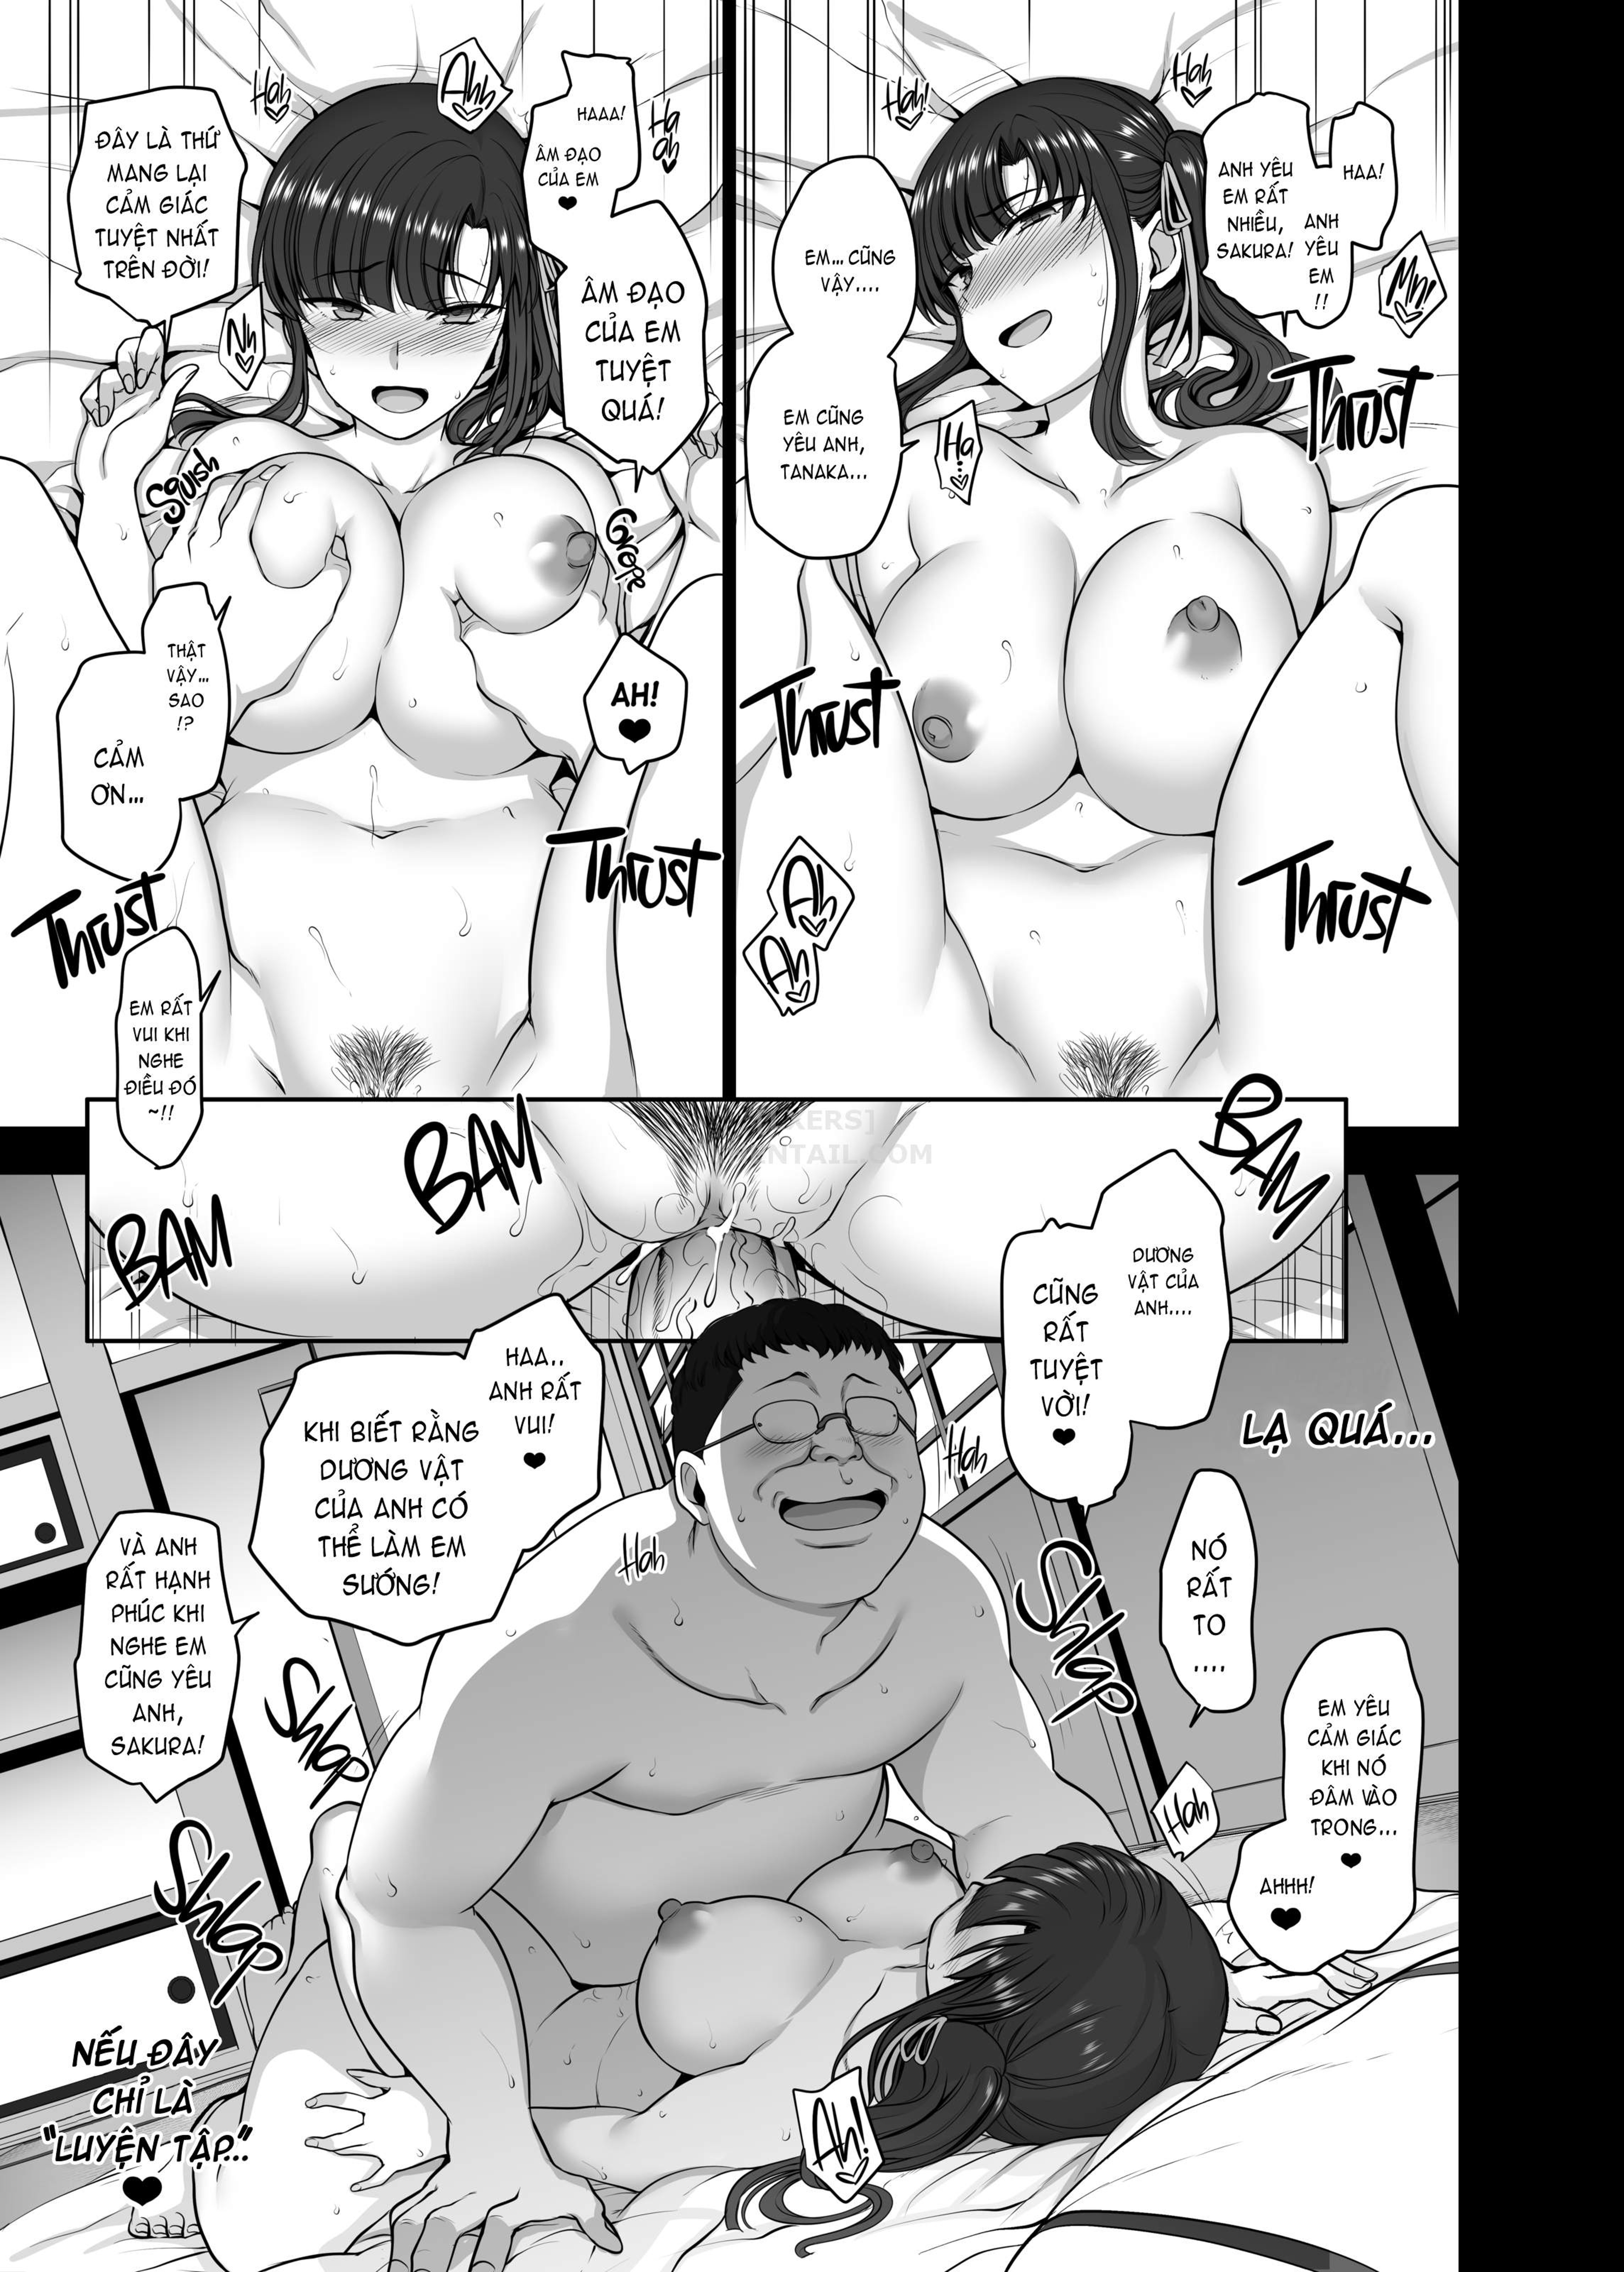 HAA!
ANH YÊU
EM RẤT
NHIỀU,
SAKURA!
ANH
YÊU
EM
!!
Hah
Hah!
Mn!
EM... CŨNG
VẬY....
EM CŨNG
YÊU ANH,
TANAKA...
Ha...
Thrust
Thrust
Thrust
Ah
Ah
HAAA!
ÂM ĐẠO
CỦA EM
Ha
ah
Ahh
Hah
ÂM ĐẠO
CỦA EM
TUYỆT
QUÁ!
ĐÂY LÀ THỨ
MANG LẠI
CẢM GIÁC
TUYỆT NHẤT
TRÊN ĐỜI!
Nh
Squish
Grope
AH!
THẬT
VẬY...
SAO
!?
CẢM
ƠN...
Thrust
Thrust
EM RẤT
VUI KHI
NGHE
ĐIỀU ĐÓ
~!!
BAM
BAM
BAM
ERS]
NTAIL.COM
DƯƠNG
VẬT CỦA
ANH....
CŨNG
RẤT
TUYỆT
VỜI!
LẠ QUÁ...
NÓ
RẤT
TO
....
EM YÊU
CẢM GIÁC
KHI NÓ
ĐÂM VÀO
TRONG...
AHHH!
Hah
HAA..
ANH RẤT
VUI!
KHI BIẾT RẰNG
DƯƠNG VẬT
CỦA ANH CÓ
THỂ LÀM EM
SƯỚNG!
Hah
Hah
VÀ ANH
RẤT HẠNH
PHÚC KHI
NGHE EM
CŨNG YÊU
ANH,
SAKURA!
Shlap
Shlap
Shlap
Ah!
NẾU ĐÂY
CHỈ LÀ
"LUYỆN TẬP..."